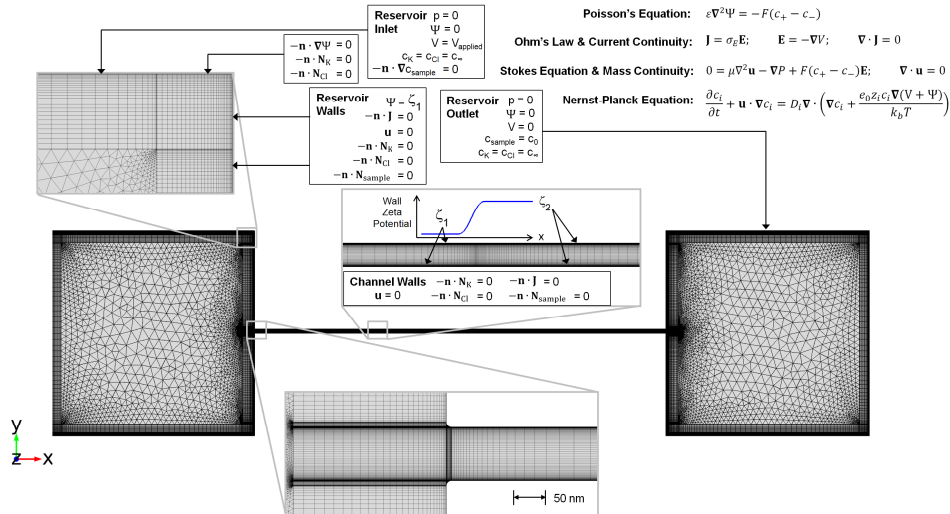 Reservoir p = 0
Inlet Ψ = 0
V = V_applied
c_K = c_Cl = c_∞
−n · ∇c_sample = 0
−n · ∇Ψ = 0
−n · N_K = 0
−n · N_Cl = 0
Reservoir Ψ − ζ_1
Walls
−n · J = 0
u = 0
−n · N_K = 0
−n · N_Cl = 0
−n · N_sample = 0
Reservoir p = 0
Outlet Ψ = 0
V = 0
c_sample = c_0
c_K = c_Cl = c_∞
Poisson's Equation: ε∇²Ψ = −F(c_+ − c_−)
Ohm's Law & Current Continuity: J = σ_E E; E = −∇V; ∇ · J = 0
Stokes Equation & Mass Continuity: 0 = μ∇²u − ∇P + F(c_+ − c_−)E; ∇ · u = 0
Nernst-Planck Equation: ∂c_i/∂t + u · ∇c_i = D_i∇ · (∇c_i + e_0 z_i c_i ∇(V + Ψ)/k_b T)
Wall
Zeta
Potential
ζ_1
ζ_2
x
Channel Walls −n · N_K = 0 −n · J = 0
u = 0 −n · N_Cl = 0 −n · N_sample = 0
y
z
x
50 nm